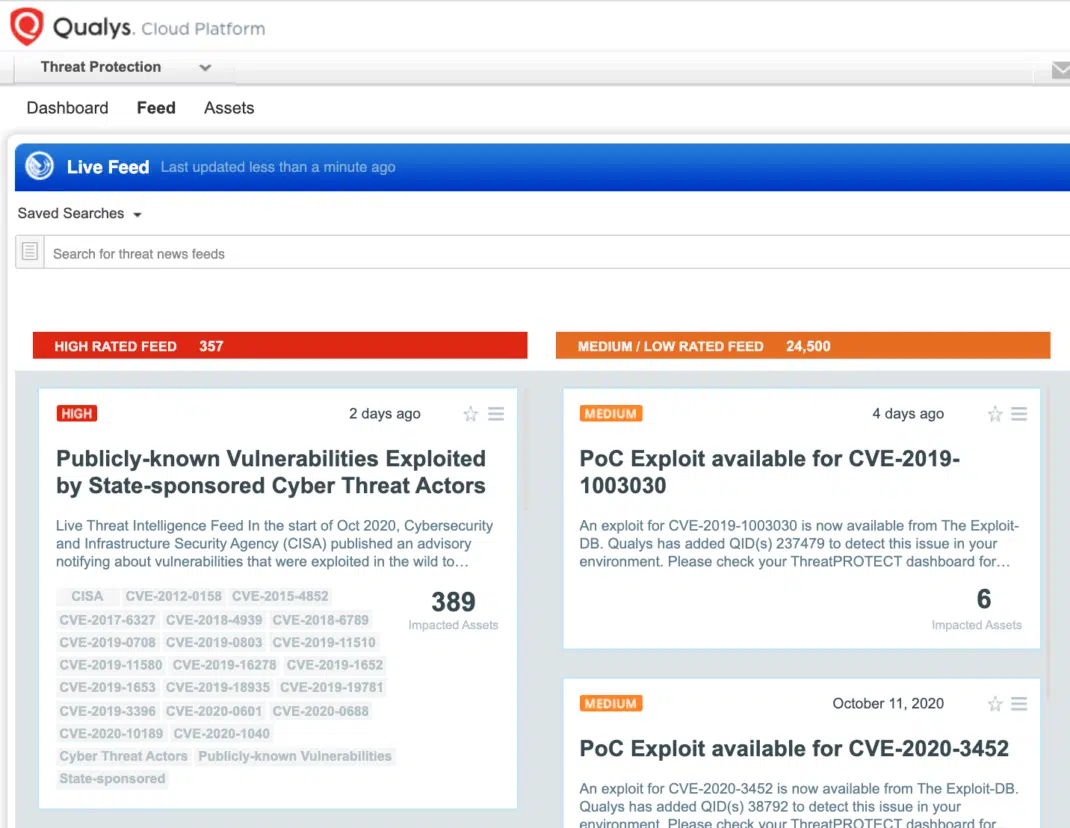 Qualys. Cloud Platform
Threat Protection
Dashboard Feed Assets
Live Feed Last updated less than a minute ago
Saved Searches
Search for threat news feeds
HIGH RATED FEED 357
HIGH
2 days ago
Publicly-known Vulnerabilities Exploited
by State-sponsored Cyber Threat Actors
Live Threat Intelligence Feed In the start of Oct 2020, Cybersecurity
and Infrastructure Security Agency (CISA) published an advisory
notifying about vulnerabilities that were exploited in the wild to…
CISA CVE-2012-0158 CVE-2015-4852
CVE-2017-6327 CVE-2018-4939 CVE-2018-6789
CVE-2019-0708 CVE-2019-0803 CVE-2019-11510
CVE-2019-11580 CVE-2019-16278 CVE-2019-1652
CVE-2019-1653 CVE-2019-18935 CVE-2019-19781
CVE-2019-3396 CVE-2020-0601 CVE-2020-0688
CVE-2020-10189 CVE-2020-1040
Cyber Threat Actors Publicly-known Vulnerabilities
State-sponsored
389
Impacted Assets
MEDIUM / LOW RATED FEED 24,500
MEDIUM
4 days ago
PoC Exploit available for CVE-2019-
1003030
An exploit for CVE-2019-1003030 is now available from The Exploit-
DB. Qualys has added QID(s) 237479 to detect this issue in your
environment. Please check your ThreatPROTECT dashboard for…
6
Impacted Assets
MEDIUM
October 11, 2020
PoC Exploit available for CVE-2020-3452
An exploit for CVE-2020-3452 is now available from The Exploit-DB.
Qualys has added QID(s) 38792 to detect this issue in your
environment. Please check your ThreatPROTECT dashboard for